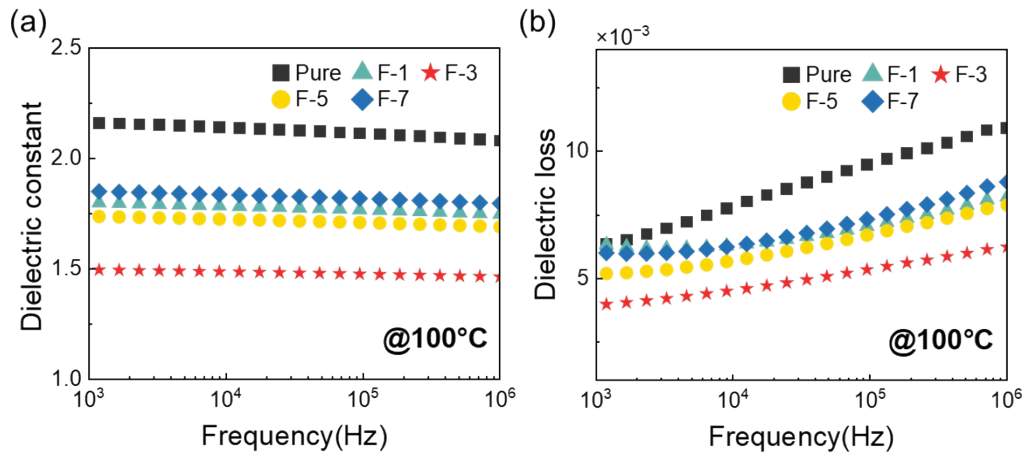 (a)
2.5
2.0
1.5
1.0
Dielectric constant
Pure F-1 F-3
F-5 F-7
@100°C
10³ 10⁴ 10⁵ 10⁶
Frequency(Hz)
(b)
×10⁻³
10
5
Dielectric loss
Pure F-1 F-3
F-5 F-7
@100°C
10³ 10⁴ 10⁵ 10⁶
Frequency(Hz)